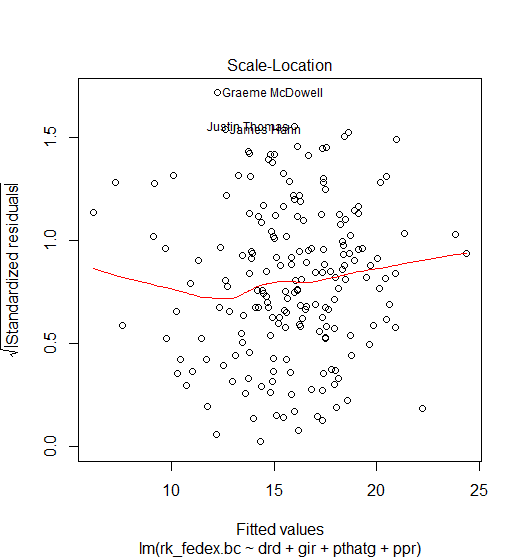 Scale-Location
Graeme McDowell
Justin Thomas
James Hahn
√|Standardized residuals|
0.0
0.5
1.0
1.5
10
15
20
25
Fitted values
lm(rk_fedex.bc ~ drd + gir + pthatg + ppr)